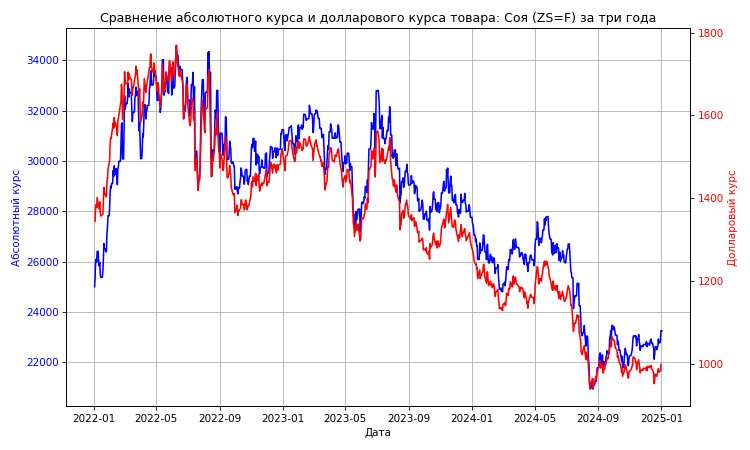 Сравнение абсолютного курса и долларового курса товара: Соя (ZS=F) за три года
Абсолютный курс
34000
32000
30000
28000
26000
24000
22000
1800
1600
1400
1200
1000
Долларовый курс
2022-01 2022-05 2022-09 2023-01 2023-05 2023-09 2024-01 2024-05 2024-09 2025-01
Дата